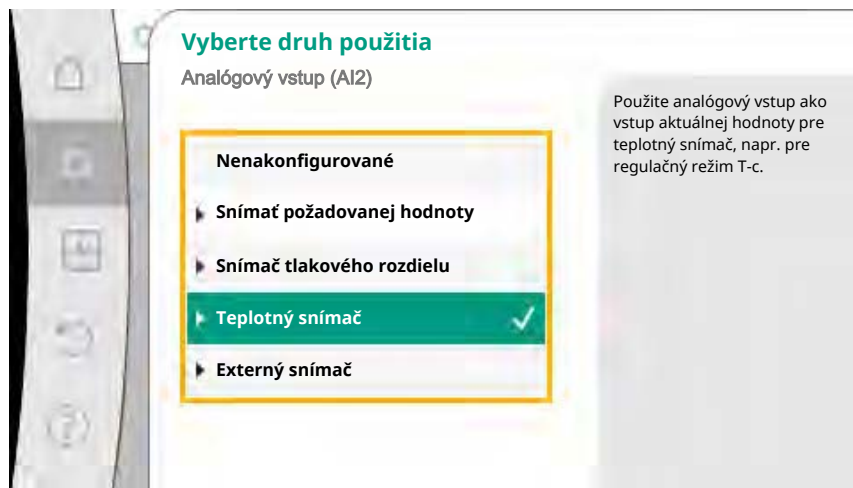 Vyberte druh použitia
Analógový vstup (AI2)
Nenakonfigurované
Snímať požadovanej hodnoty
Snímač tlakového rozdielu
Teplotný snímač
Externý snímač
Použite analógový vstup ako
vstup aktuálnej hodnoty pre
teplotný snímač, napr. pre
regulačný režim T-c.